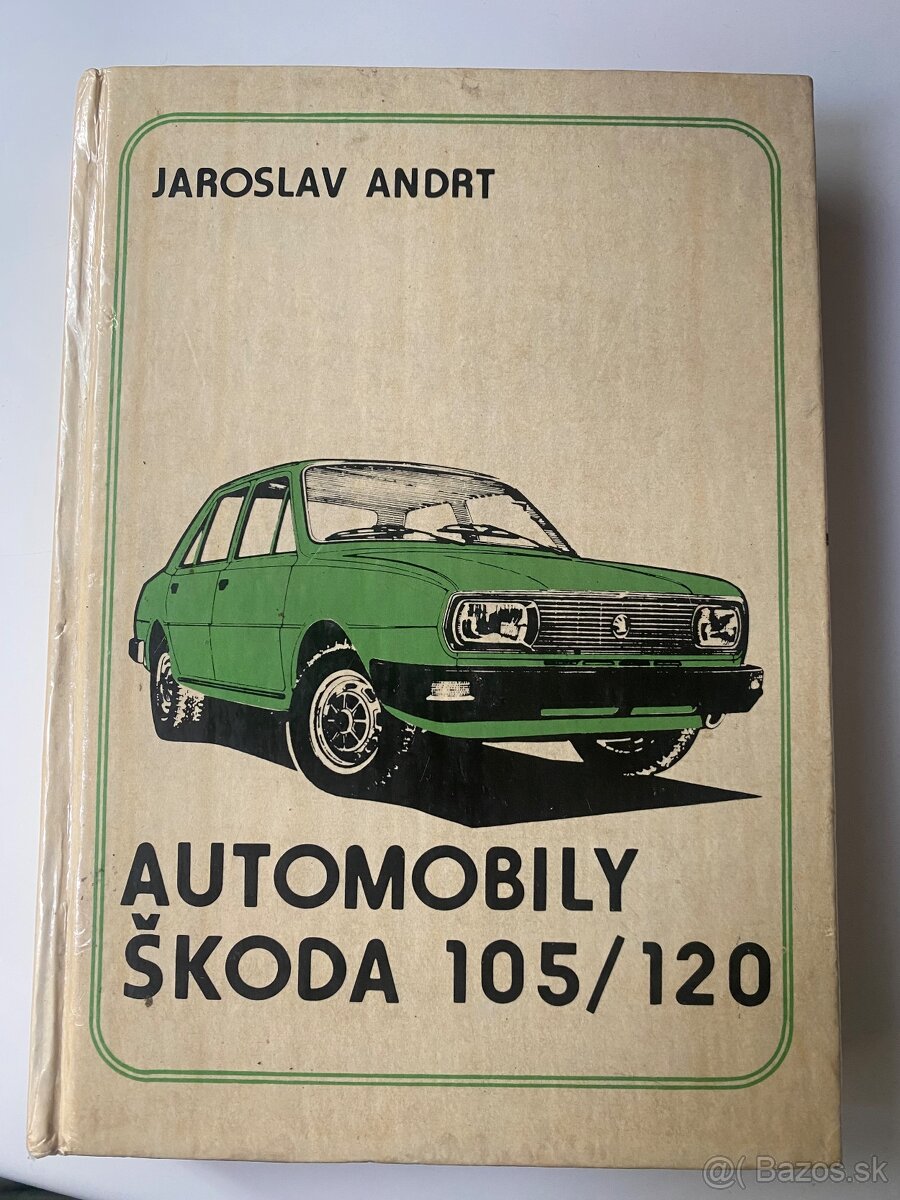 JAROSLAV ANDRT
AUTOMOBILY
ŠKODA 105/120
@( Bazos.sk